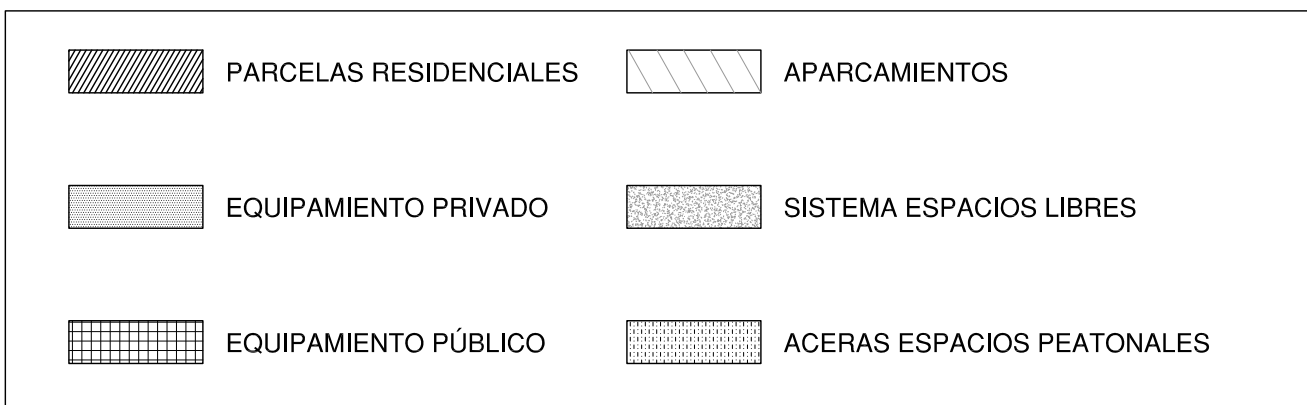 PARCELAS RESIDENCIALES
APARCAMIENTOS
EQUIPAMIENTO PRIVADO
SISTEMA ESPACIOS LIBRES
EQUIPAMIENTO PÚBLICO
ACERAS ESPACIOS PEATONALES